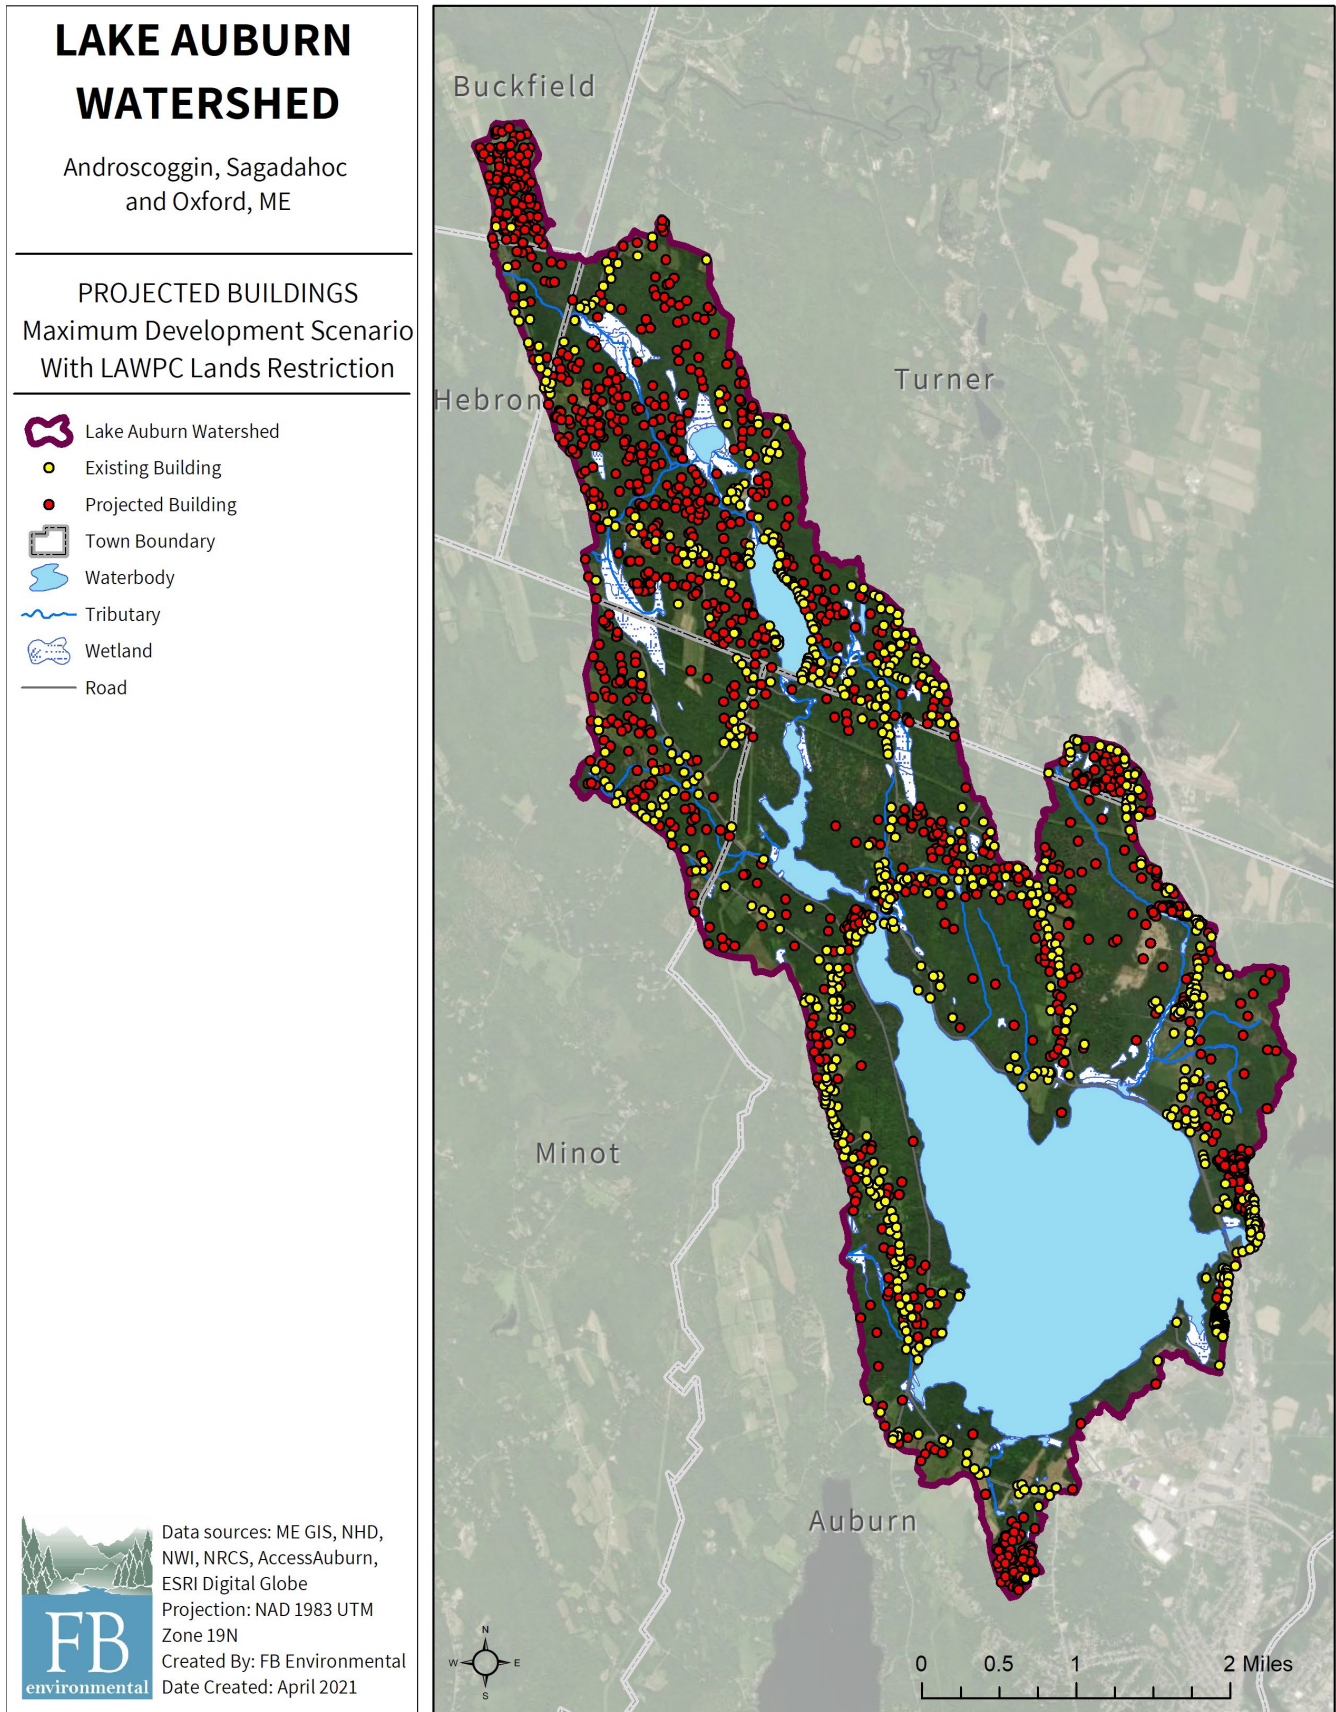 LAKE AUBURN
WATERSHED
Androscoggin, Sagadahoc
and Oxford, ME
PROJECTED BUILDINGS
Maximum Development Scenario
With LAWPC Lands Restriction
Lake Auburn Watershed
Existing Building
Projected Building
Town Boundary
Waterbody
Tributary
Wetland
Road
FB
environmental
Data sources: ME GIS, NHD,
NWI, NRCS, AccessAuburn,
ESRI Digital Globe
Projection: NAD 1983 UTM
Zone 19N
Created By: FB Environmental
Date Created: April 2021
Buckfield
Turner
Hebron
Minot
Auburn
N
W E
S
0 0.5 1 2 Miles